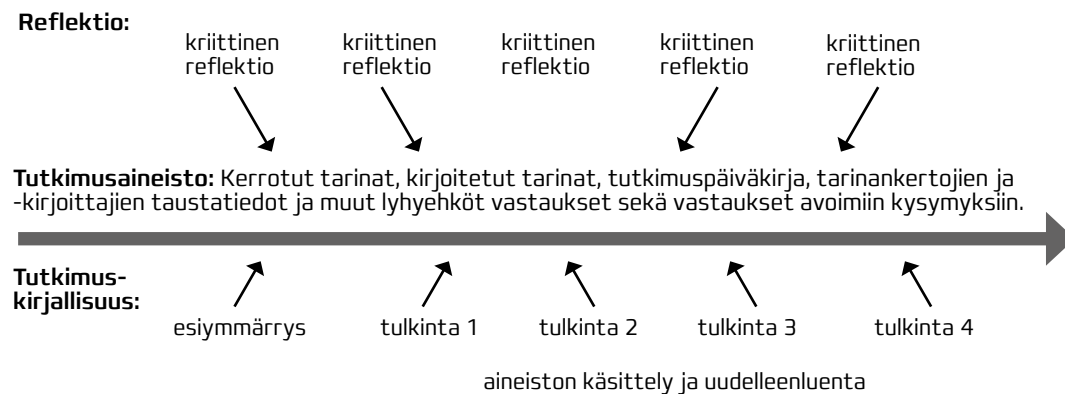 Reflektio:
kriittinen kriittinen kriittinen kriittinen kriittinen
reflektio reflektio reflektio reflektio reflektio
Tutkimusaineisto: Kerrotut tarinat, kirjoitetut tarinat, tutkimuspäiväkirja, tarinankertojien ja
-kirjoittajien taustatiedot ja muut lyhyehköt vastaukset sekä vastaukset avoimiin kysymyksiin.
Tutkimus-
kirjallisuus:
esiymmärrys tulkinta 1 tulkinta 2 tulkinta 3 tulkinta 4
aineiston käsittely ja uudelleenluenta